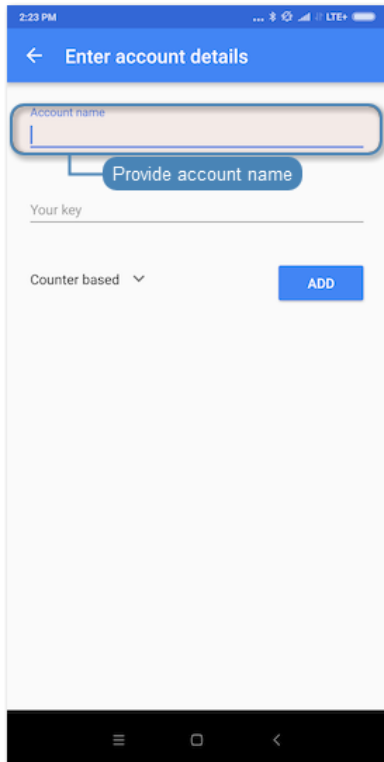 2:23 PM ... LTE+
Enter account details
Account name
Provide account name
Your key
Counter based ADD